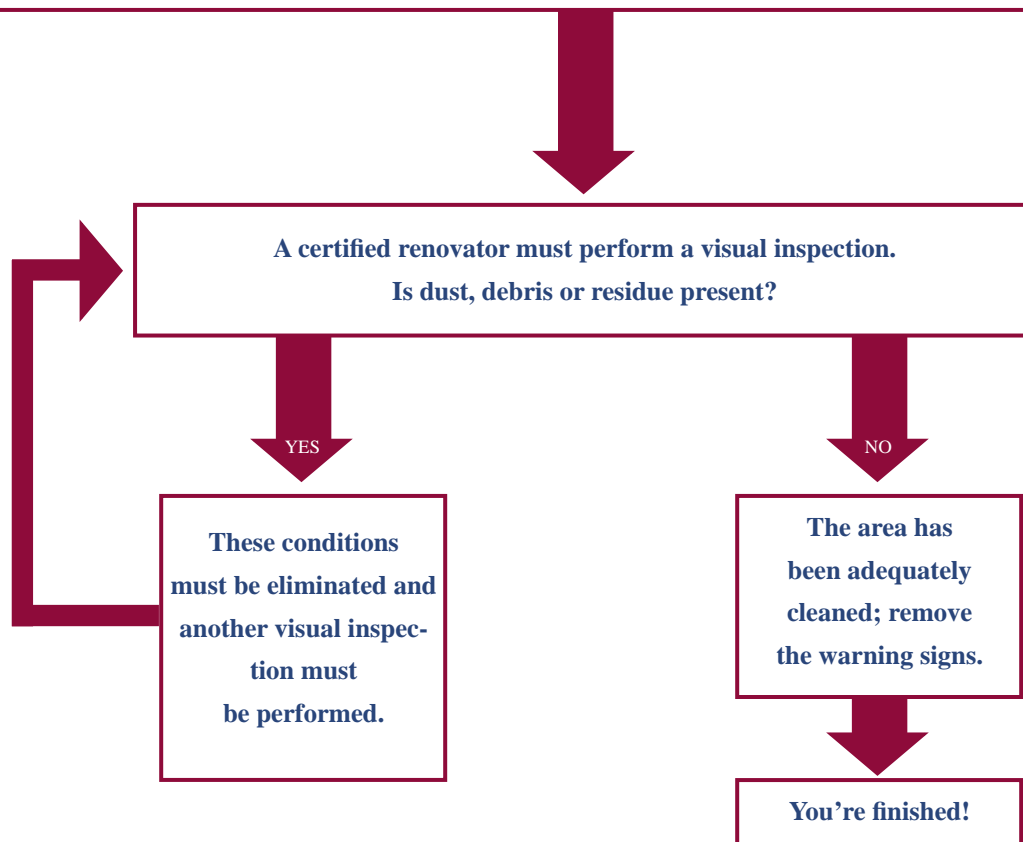 A certified renovator must perform a visual inspection.
Is dust, debris or residue present?
YES
NO
These conditions
must be eliminated and
another visual inspec-
tion must
be performed.
The area has
been adequately
cleaned; remove
the warning signs.
You’re finished!